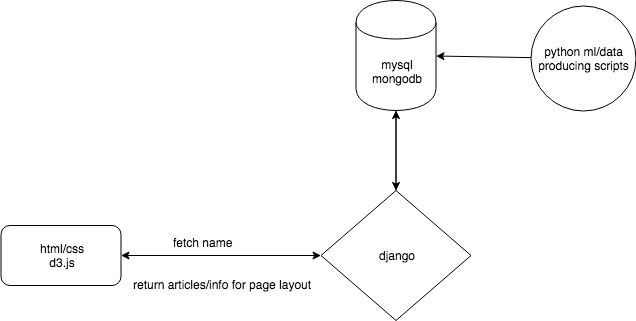 mysql
mongodb
python ml/data
producing scripts
html/css
d3.js
fetch name
return articles/info for page layout
django